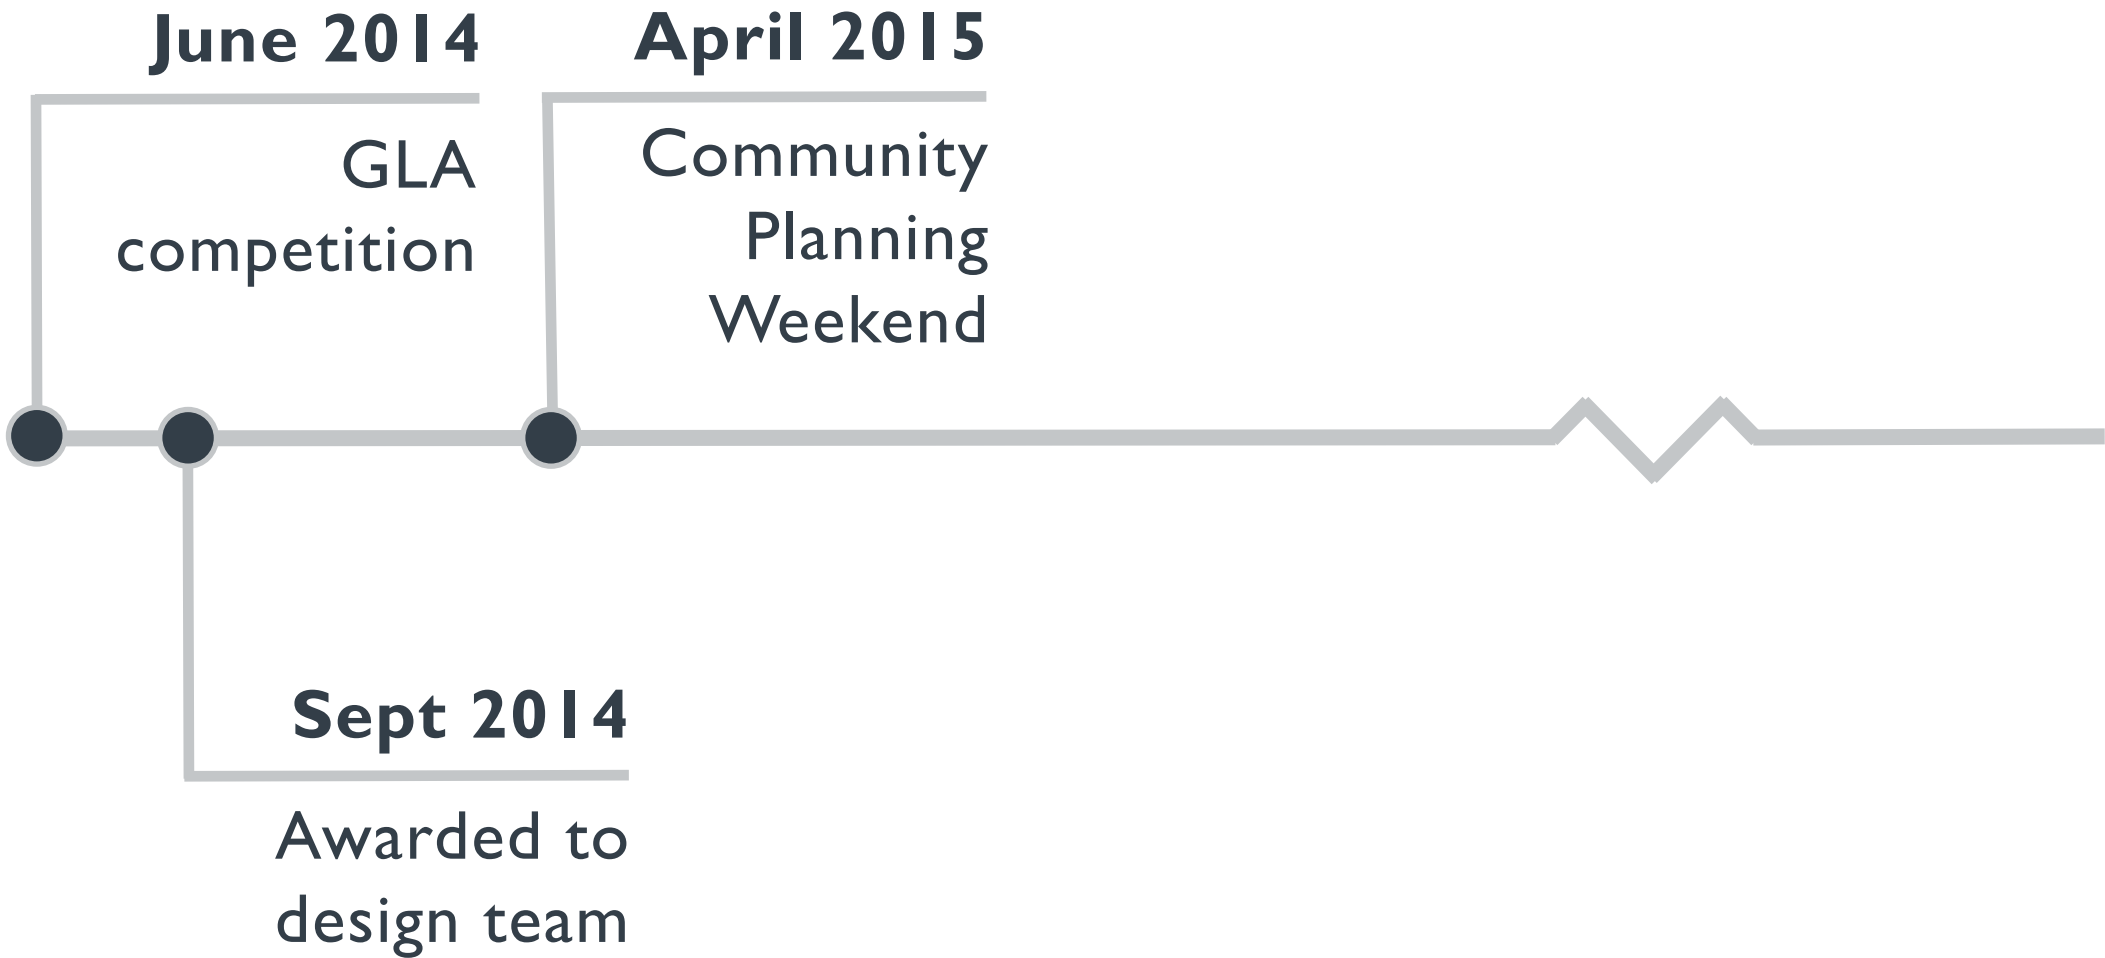 June 2014
GLA
competition
April 2015
Community
Planning
Weekend
Sept 2014
Awarded to
design team